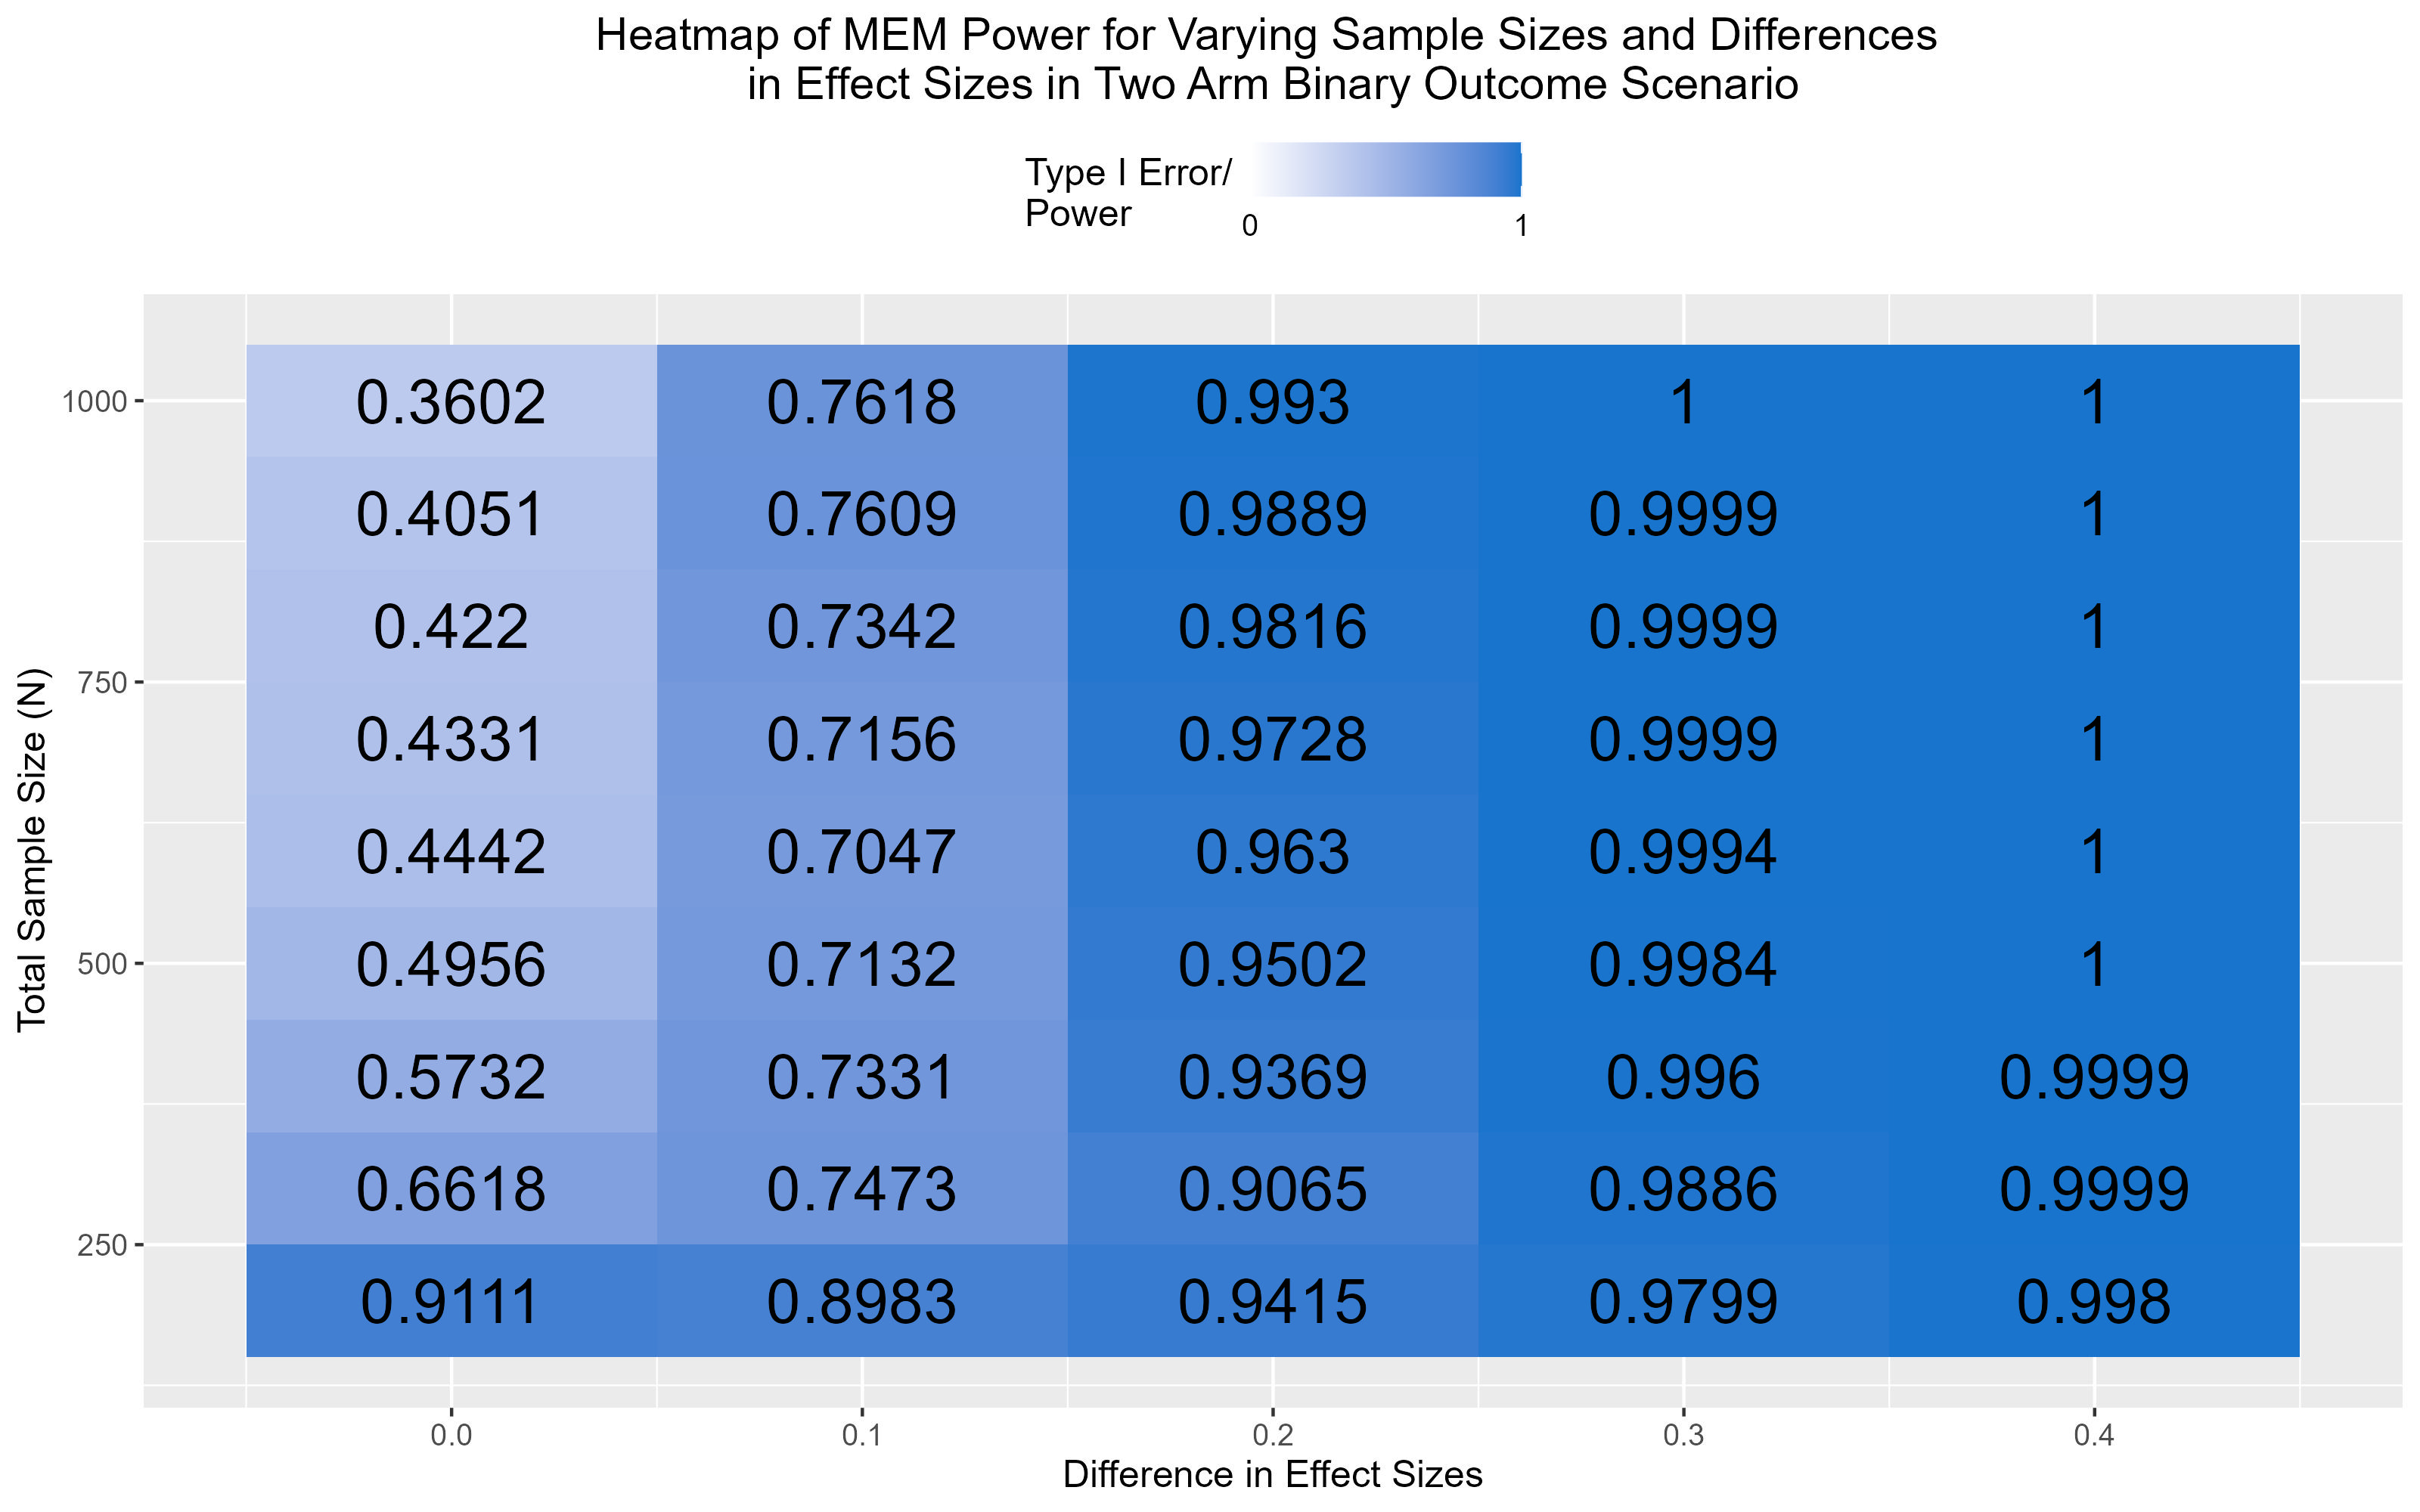 Heatmap of MEM Power for Varying Sample Sizes and Differences
in Effect Sizes in Two Arm Binary Outcome Scenario
Type I Error/
Power
0 1
Total Sample Size (N)
1000
750
500
250
0.3602 0.7618 0.993 1 1
0.4051 0.7609 0.9889 0.9999 1
0.422 0.7342 0.9816 0.9999 1
0.4331 0.7156 0.9728 0.9999 1
0.4442 0.7047 0.963 0.9994 1
0.4956 0.7132 0.9502 0.9984 1
0.5732 0.7331 0.9369 0.996 0.9999
0.6618 0.7473 0.9065 0.9886 0.9999
0.9111 0.8983 0.9415 0.9799 0.998
0.0 0.1 0.2 0.3 0.4
Difference in Effect Sizes